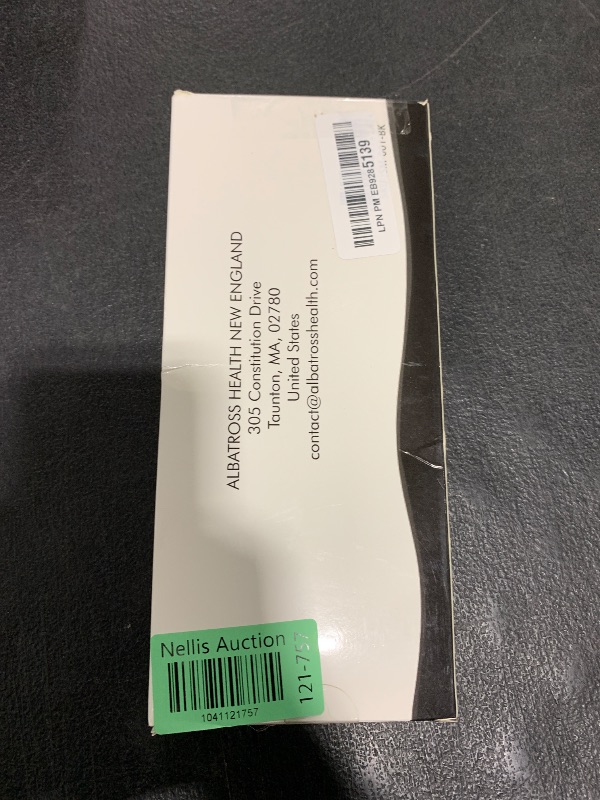 ALBATROSS HEALTH NEW ENGLAND
305 Constitution Drive
Taunton, MA, 02780
United States
contact@albatrosshealth.com
LPN PM EB9285139
Nellis Auction
1041121757
121-757